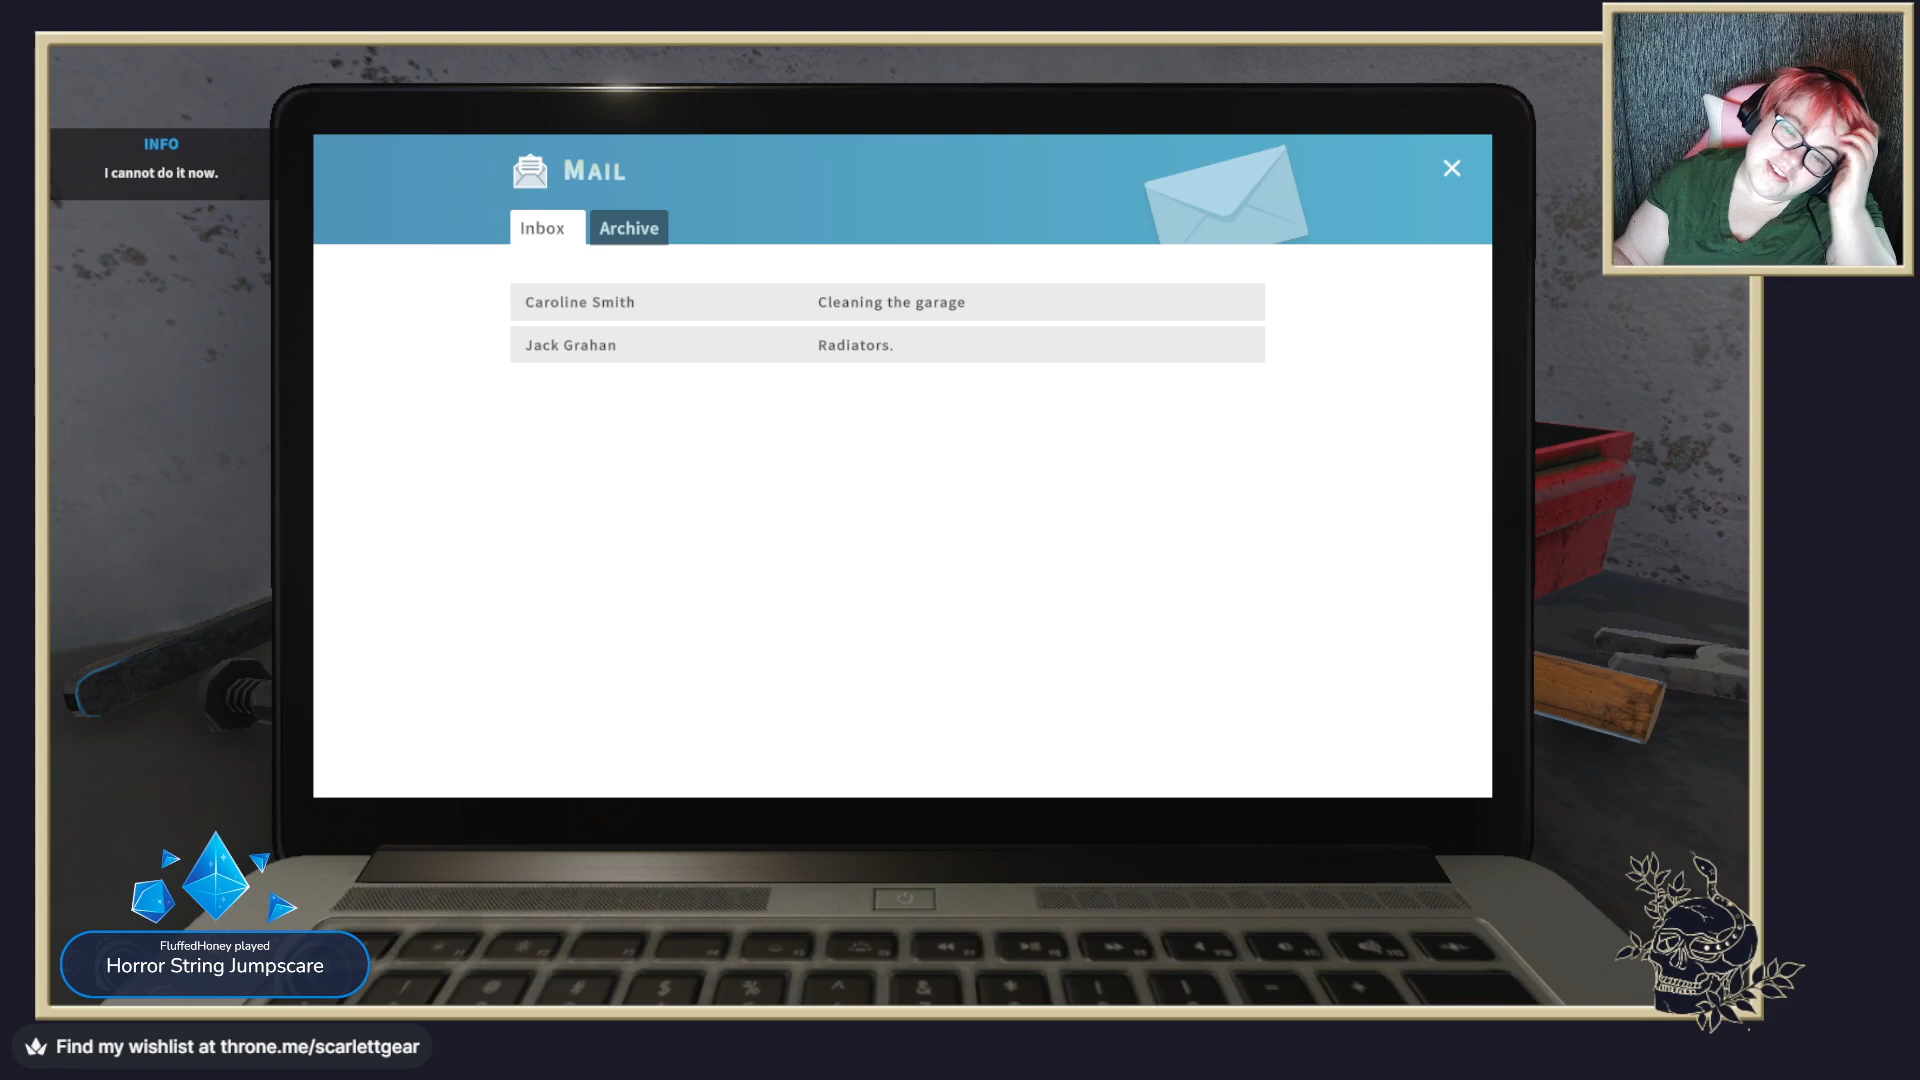 INFO
I cannot do it now.
MAIL
Inbox
Archive
Caroline Smith
Cleaning the garage
Jack Grahan
Radiators.
FluffedHoney played
Horror String Jumpscare
Find my wishlist at throne.me/scarlettgear